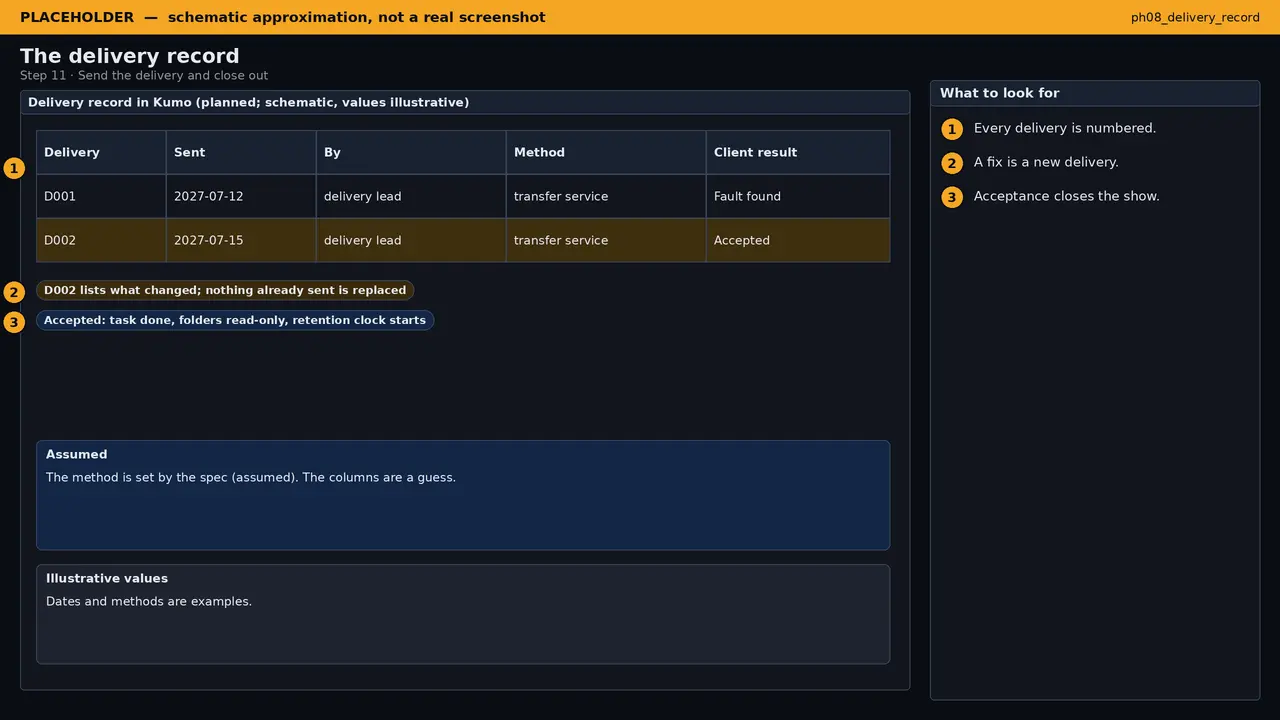 PLACEHOLDER — schematic approximation, not a real screenshot
ph08_delivery_record
The delivery record
Step 11 · Send the delivery and close out
Delivery record in Kumo (planned; schematic, values illustrative)
Delivery Sent By Method Client result
1
D001 2027-07-12 delivery lead transfer service Fault found
D002 2027-07-15 delivery lead transfer service Accepted
2 D002 lists what changed; nothing already sent is replaced
3 Accepted: task done, folders read-only, retention clock starts
Assumed
The method is set by the spec (assumed). The columns are a guess.
Illustrative values
Dates and methods are examples.
What to look for
1 Every delivery is numbered.
2 A fix is a new delivery.
3 Acceptance closes the show.